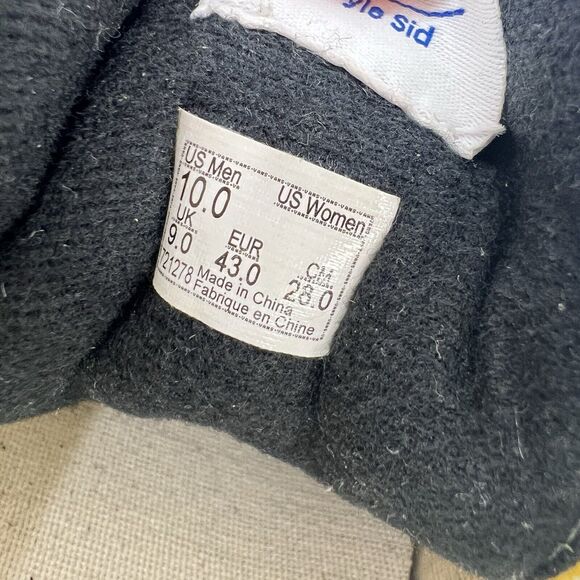 yle Sid
US Men
US Women
10.0
UK
EUR
CM
9.0
43.0
28.0
721278
Made in China
Fabrique en Chine